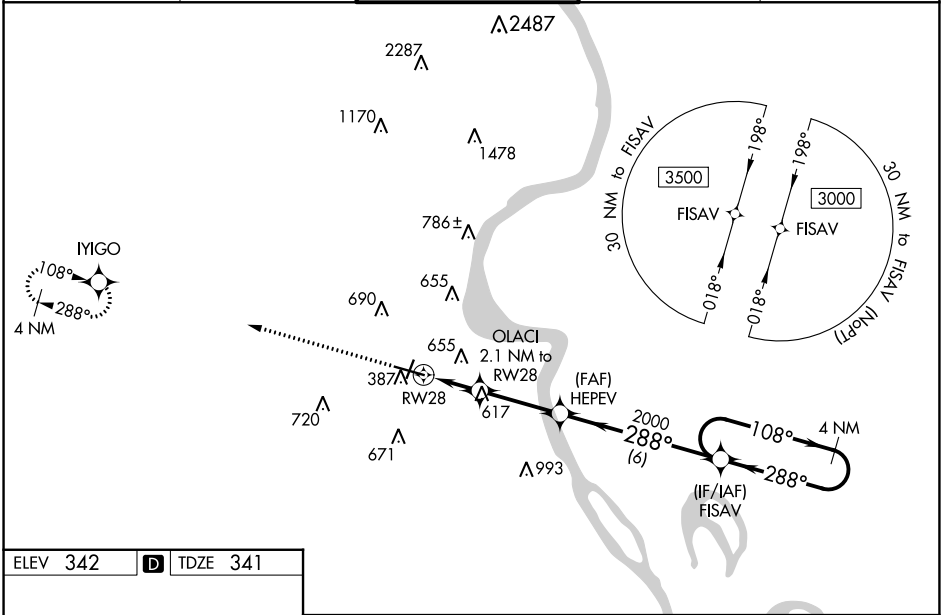 2487
2287
1170
1478
30 NM to FISAV
198°
3500
FISAV
018°
198°
3000
FISAV
018°
30 NM to FISAV (NoPT)
786±
IYIGO
108°
288°
4 NM
655
690
OLACI
2.1 NM to
RW28
655
387
RW28
617
(FAF)
HEPEV
2000
288°
(6)
108°
4 NM
288°
(IF/IAF)
FISAV
720
671
993
ELEV 342 D TDZE 341